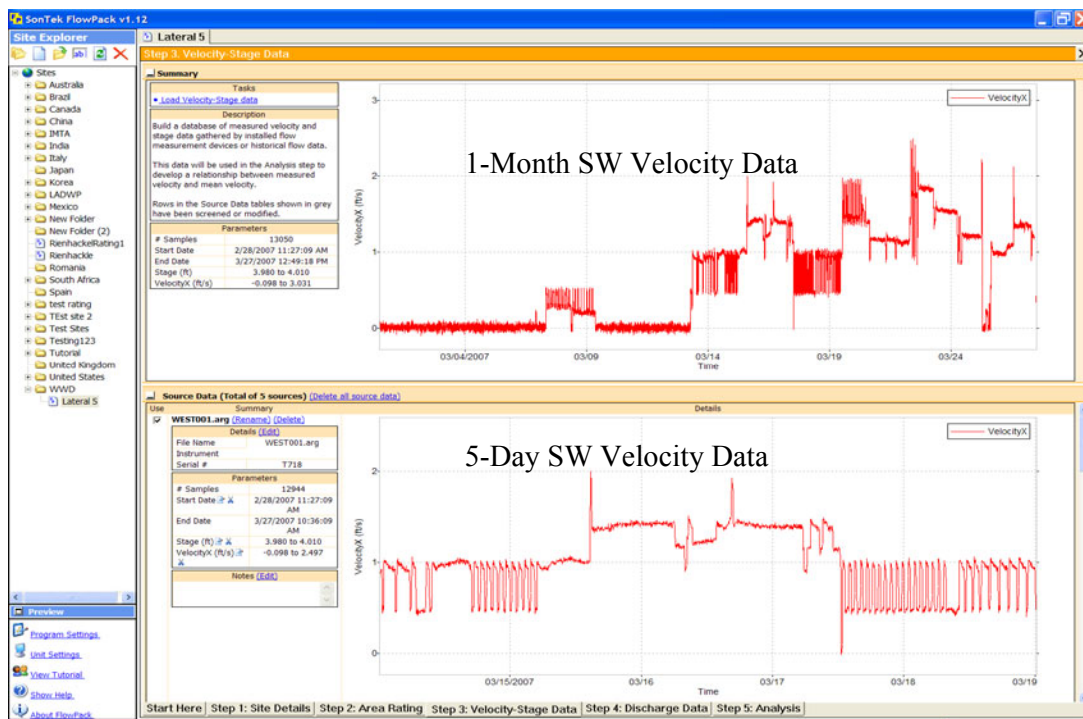 SonTek FlowPack v1.12
Site Explorer
Sites
Australia
Brazil
Canada
China
IMTA
India
Italy
Japan
Korea
LADWP
Mexico
New Folder
New Folder (2)
RienhackelRating1
Rienhackle
Romania
South Africa
Spain
test rating
TEst site 2
Test Sites
Testing123
Tutorial
United Kingdom
United States
WWD
Lateral 5
Preview
Program Settings
Unit Settings
View Tutorial
Show Help
About FlowPack
Lateral 5
Step 3. Velocity-Stage Data
Summary
Tasks
Load Velocity-Stage data
Description
Build a database of measured velocity and
stage data gathered by installed flow
measurement devices or historical flow data.
This data will be used in the Analysis step to
develop a relationship between measured
velocity and mean velocity.
Rows in the Source Data tables shown in grey
have been screened or modified.
Parameters
# Samples 13050
Start Date 2/28/2007 11:27:09 AM
End Date 3/27/2007 12:49:18 PM
Stage (ft) 3.980 to 4.010
VelocityX (ft/s) -0.098 to 3.031
VelocityX
1-Month SW Velocity Data
VelocityX (ft/s)
3
2
1
0
03/04/2007 03/09 03/14 03/19 03/24
Time
Source Data (Total of 5 sources) (Delete all source data)
Use Summary Details
WEST001.arg (Rename) (Delete)
Details (Edit)
File Name WEST001.arg
Instrument
Serial # T718
Parameters
# Samples 12944
Start Date 2/28/2007 11:27:09
AM
End Date 3/27/2007 10:36:09
AM
Stage (ft) 3.980 to 4.010
VelocityX (ft/s) -0.098 to 2.497
Notes (Edit)
VelocityX
5-Day SW Velocity Data
VelocityX (ft/s)
2
1
0
03/15/2007 03/16 03/17 03/18 03/19
Time
Start Here Step 1: Site Details Step 2: Area Rating Step 3: Velocity-Stage Data Step 4: Discharge Data Step 5: Analysis